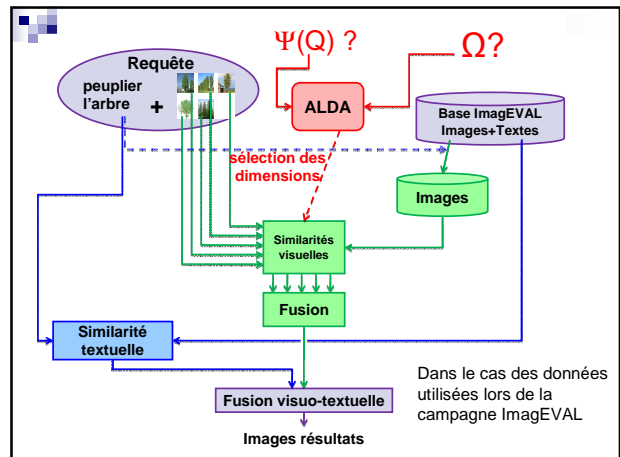 Ψ(Q) ?
Ω?
Requête
peuplier
l'arbre
+
ALDA
Base ImagEVAL
Images+Textes
sélection des
dimensions
Images
Similarités
visuelles
Fusion
Similarité
textuelle
Dans le cas des données
utilisées lors de la
campagne ImagEVAL
Fusion visuo-textuelle
Images résultats